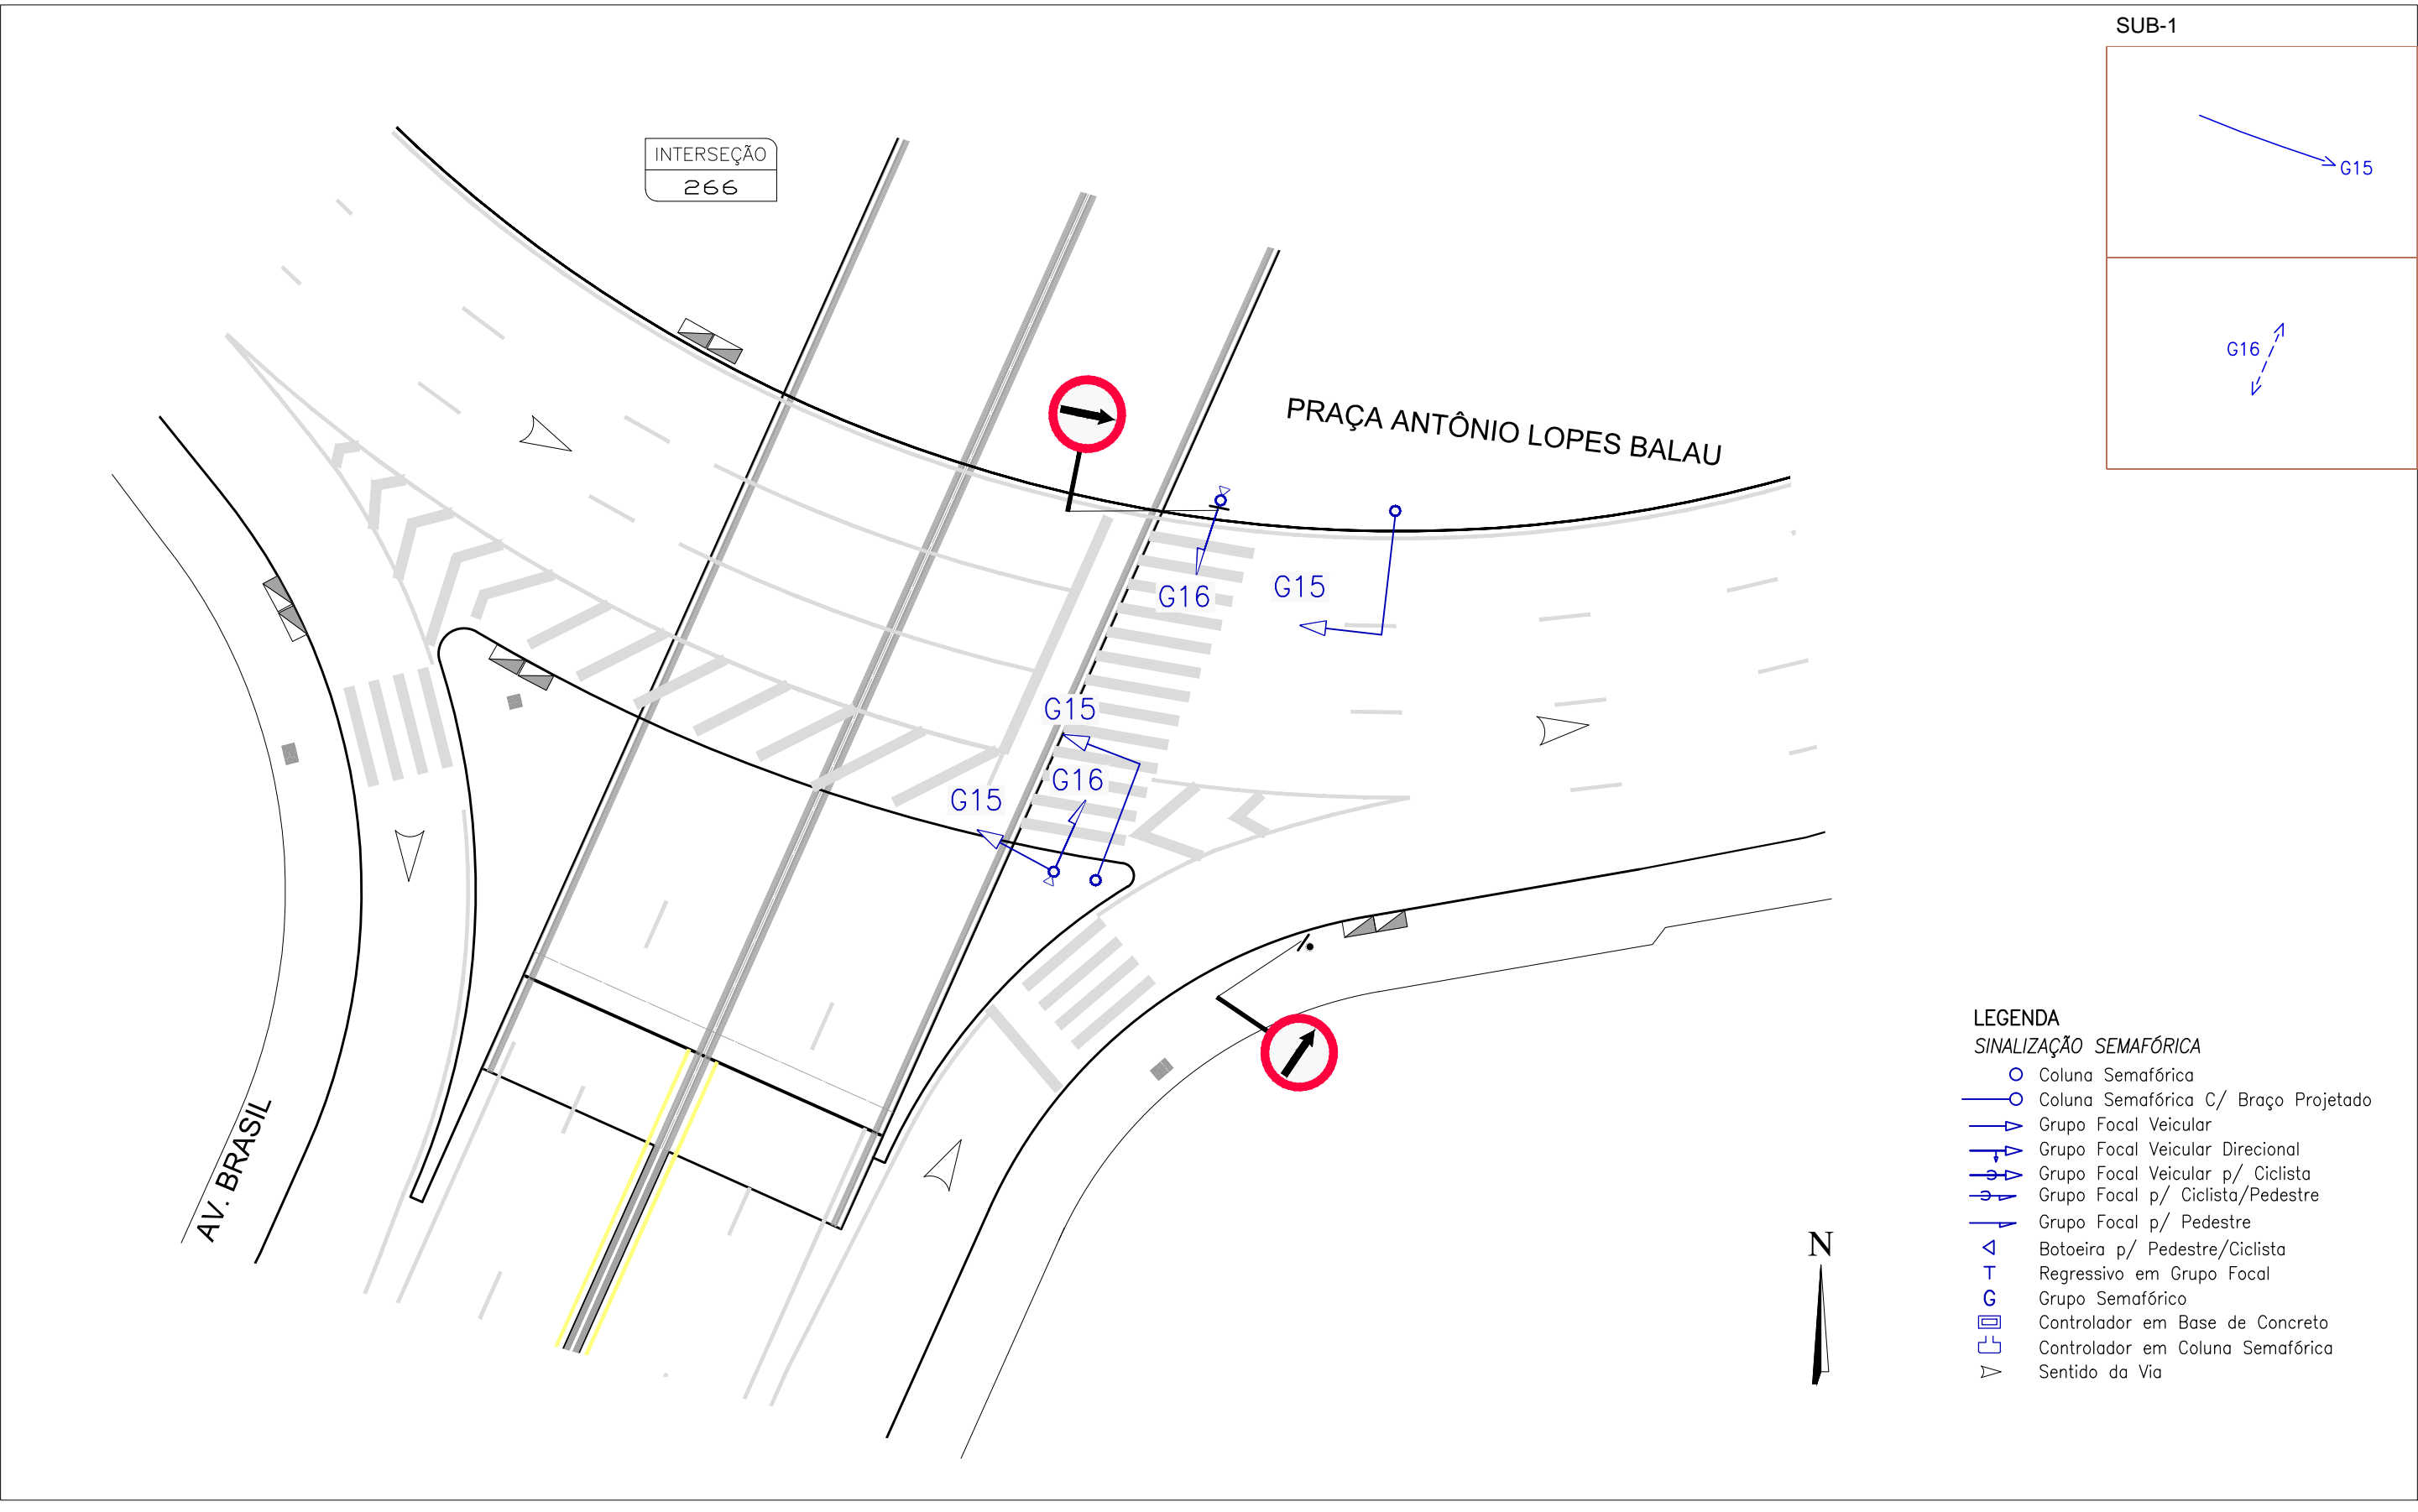 SUB-1
INTERSEÇÃO
266
G15
G16
PRAÇA ANTÔNIO LOPES BALAU
G15
G16
G15
G16
G15
AV. BRASIL
N
LEGENDA
SINALIZAÇÃO SEMAFÓRICA
Coluna Semafórica
Coluna Semafórica C/ Braço Projetado
Grupo Focal Veicular
Grupo Focal Veicular Direcional
Grupo Focal Veicular p/ Ciclista
Grupo Focal p/ Ciclista/Pedestre
Grupo Focal p/ Pedestre
Botoeira p/ Pedestre/Ciclista
T Regressivo em Grupo Focal
G Grupo Semafórico
Controlador em Base de Concreto
Controlador em Coluna Semafórica
Sentido da Via